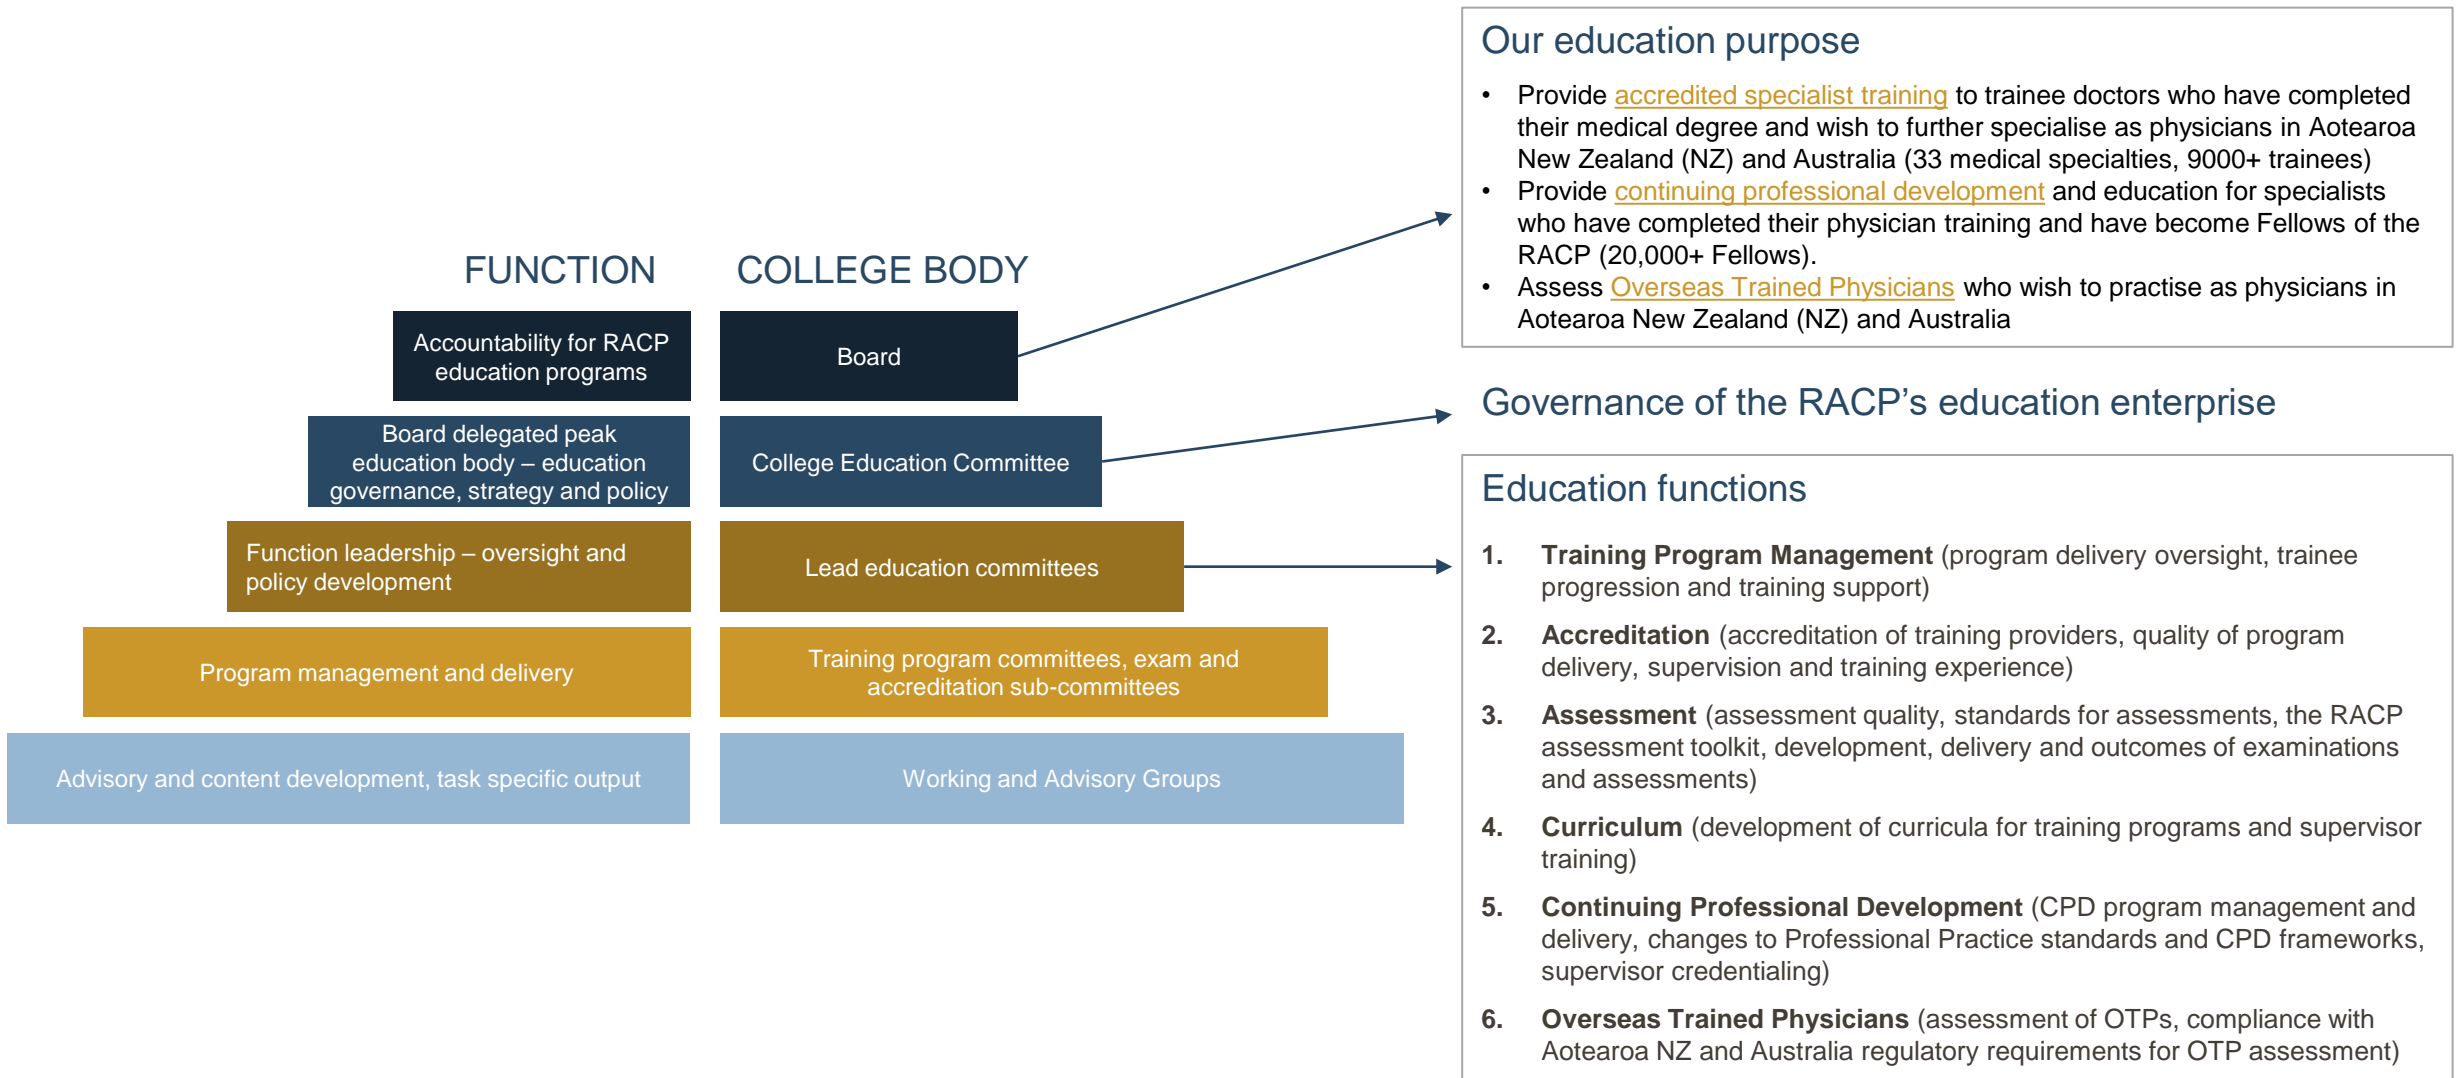 FUNCTION
COLLEGE BODY
Accountability for RACP
education programs
Board
Board delegated peak
education body – education
governance, strategy and policy
College Education Committee
Function leadership – oversight and
policy development
Lead education committees
Program management and delivery
Training program committees, exam and
accreditation sub-committees
Advisory and content development, task specific output
Working and Advisory Groups
Our education purpose
• Provide accredited specialist training to trainee doctors who have completed
their medical degree and wish to further specialise as physicians in Aotearoa
New Zealand (NZ) and Australia (33 medical specialties, 9000+ trainees)
• Provide continuing professional development and education for specialists
who have completed their physician training and have become Fellows of the
RACP (20,000+ Fellows).
• Assess Overseas Trained Physicians who wish to practise as physicians in
Aotearoa New Zealand (NZ) and Australia
Governance of the RACP’s education enterprise
Education functions
1. Training Program Management (program delivery oversight, trainee
progression and training support)
2. Accreditation (accreditation of training providers, quality of program
delivery, supervision and training experience)
3. Assessment (assessment quality, standards for assessments, the RACP
assessment toolkit, development, delivery and outcomes of examinations
and assessments)
4. Curriculum (development of curricula for training programs and supervisor
training)
5. Continuing Professional Development (CPD program management and
delivery, changes to Professional Practice standards and CPD frameworks,
supervisor credentialing)
6. Overseas Trained Physicians (assessment of OTPs, compliance with
Aotearoa NZ and Australia regulatory requirements for OTP assessment)